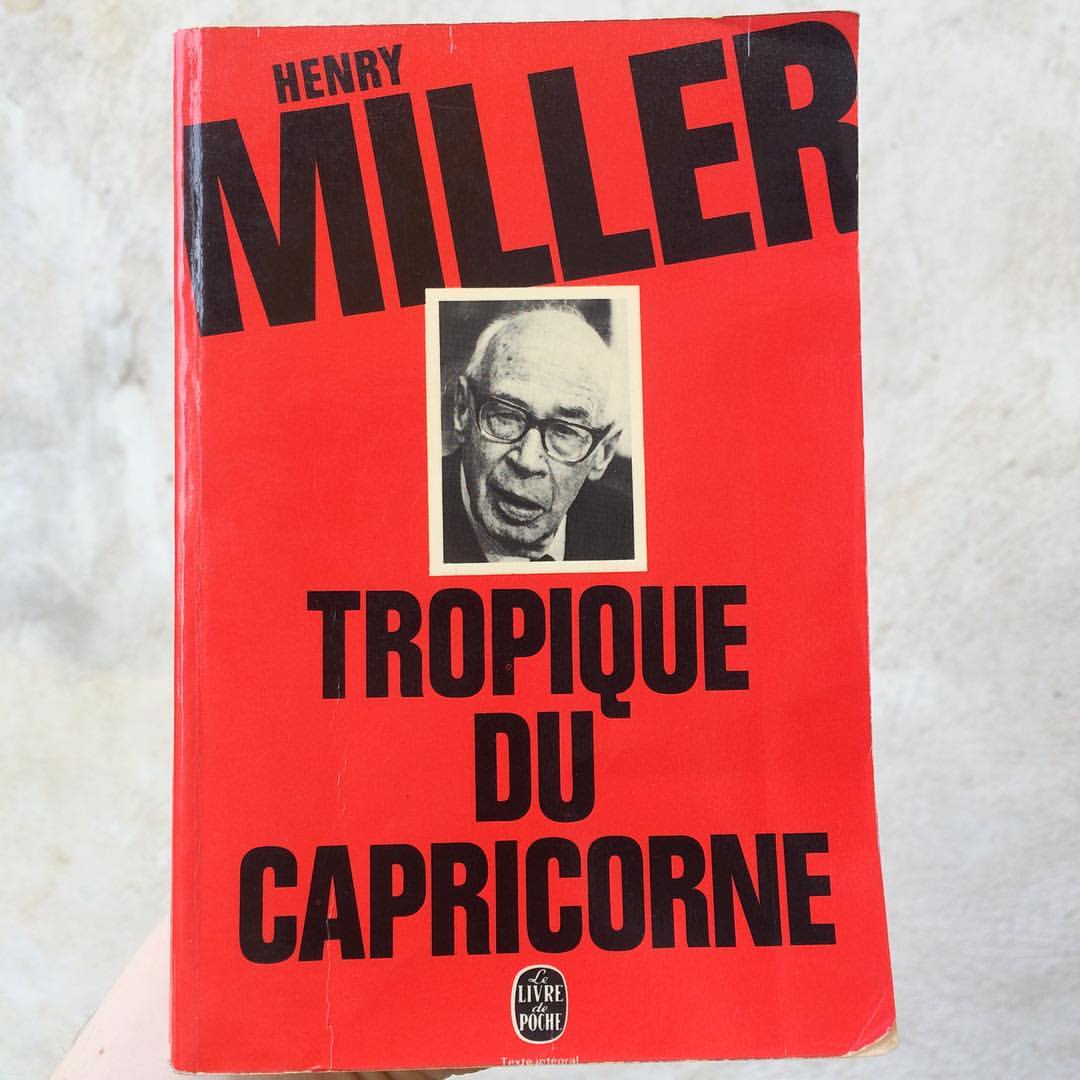 HENRY
MILLER
TROPIQUE
DU
CAPRICORNE
Le
LIVRE
de
POCHE
Texte intégral